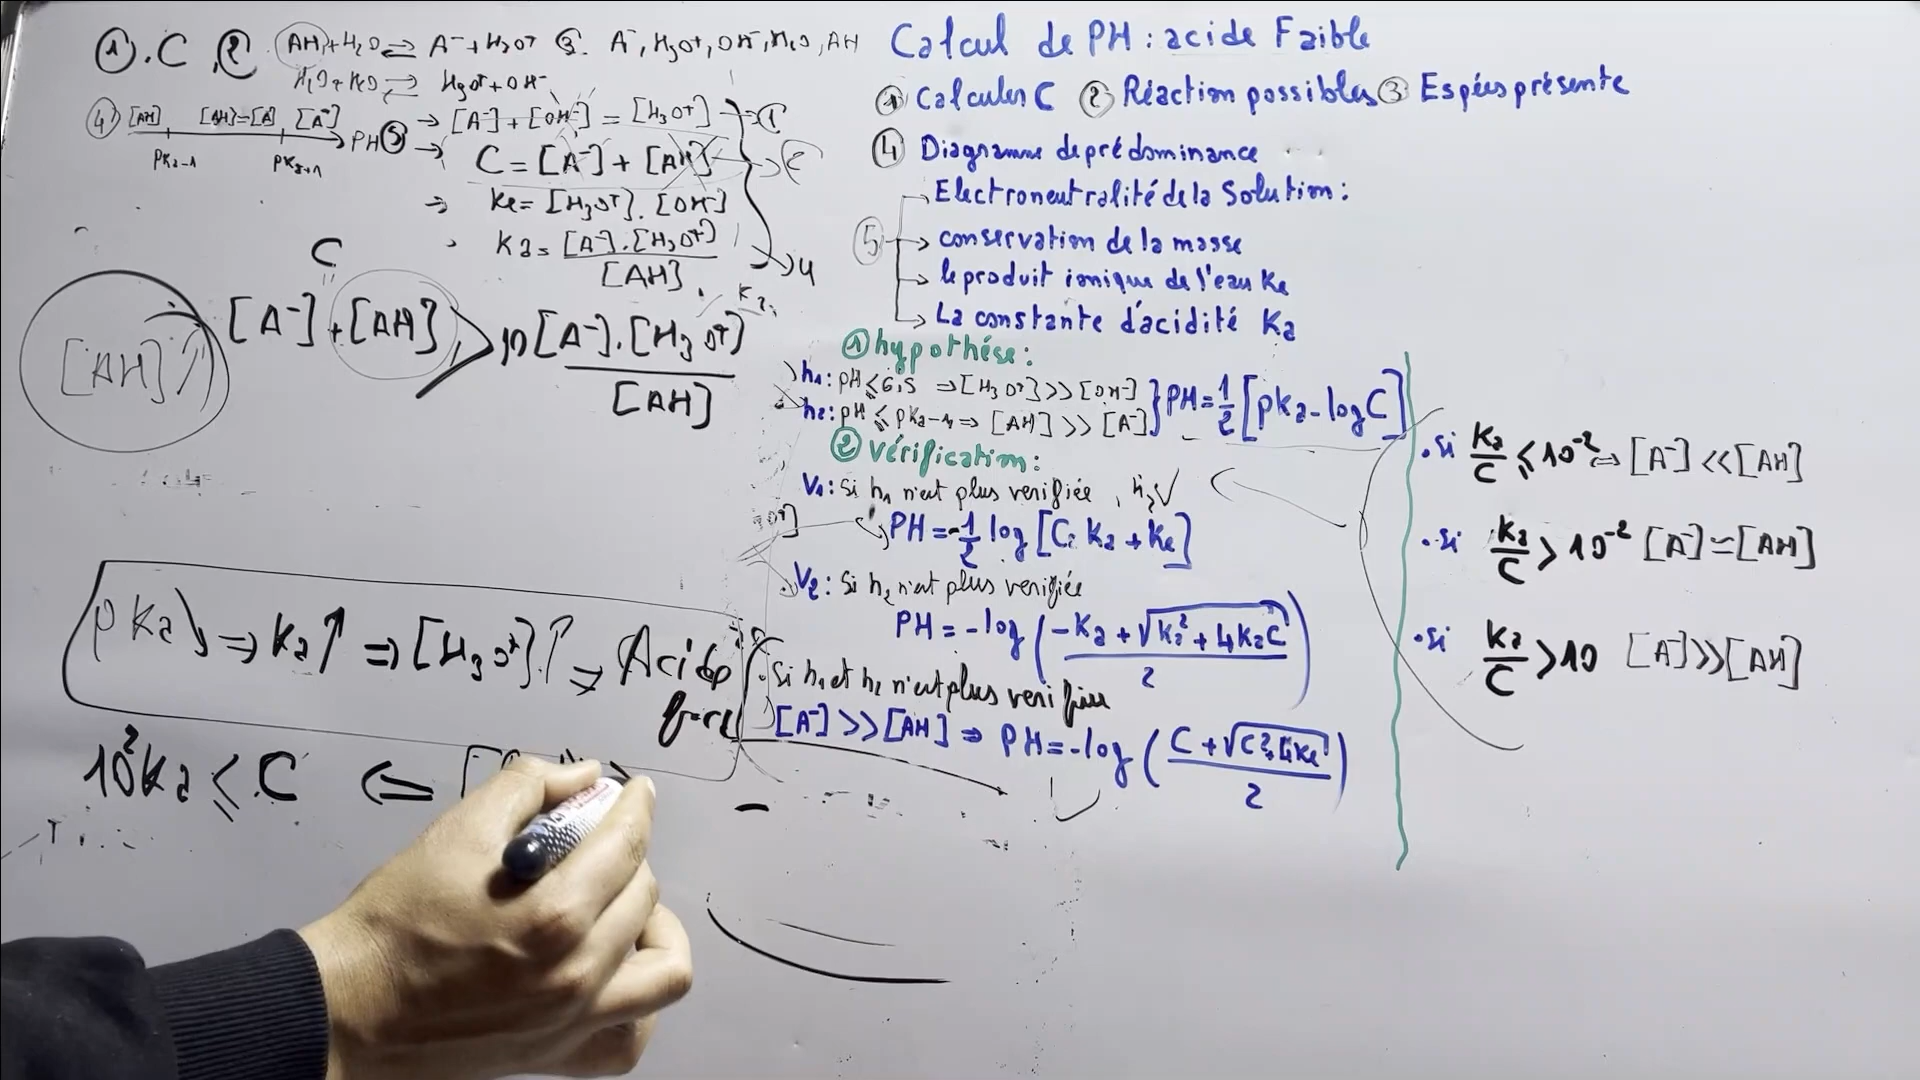 ①.C ② AH+H2O ⇌ A⁻+H3O⁺ ③. A⁻, H3O⁺, OH⁻, H2O, AH
H2O+H2O ⇌ H3O⁺+OH⁻
④ [AH] [AH]=[A⁻] [A⁻] PH
pKa-1 pKa+1
⑤ → [A⁻]+[OH⁻] = [H3O⁺] → 1
→ C = [A⁻] + [AH] → 2
→ Ke = [H3O⁺].[OH⁻]
Ka = [A⁻].[H3O⁺] / [AH] → 4
C
[AH] ↑
[A⁻] + [AH] > 10 [A⁻].[H3O⁺] / [AH]
pKa ↘ ⇒ Ka ↑ ⇒ [H3O⁺] ↑ ⇒ Acide fort
10²Ka ⩽ C ⇐
Calcul de PH : acide Faible
① Calculer C ② Réaction possibles ③ Espées présente
④ Diagramme de prédominance
⑤ → Electroneutralité de la Solution :
→ conservation de la masse
→ le produit ionique de l'eau Ke
→ La constante d'acidité Ka
① hypothése :
h1 : pH ⩽ 6,5 ⇒ [H3O⁺] >> [OH⁻]
h2 : pH ⩽ pKa-1 ⇒ [AH] >> [A⁻] } PH = 1/2 [pKa - log C]
② vérification :
V1 : Si h1 n'est plus verifiée, h2 ✓
PH = -1/2 log [C. Ka + Ke]
V2 : Si h2 n'est plus verifiée
PH = -log ( (-Ka + √(Ka² + 4KaC)) / 2 )
. Si h1 et h2 n'est plus verifiée
[A⁻] >> [AH] ⇒ PH = -log ( (C + √(C²+4Ke)) / 2 )
. Si Ka/C ⩽ 10⁻² ⇒ [A⁻] << [AH]
. Si Ka/C > 10⁻² [A⁻] ≃ [AH]
. Si Ka/C > 10 [A⁻] >> [AH]